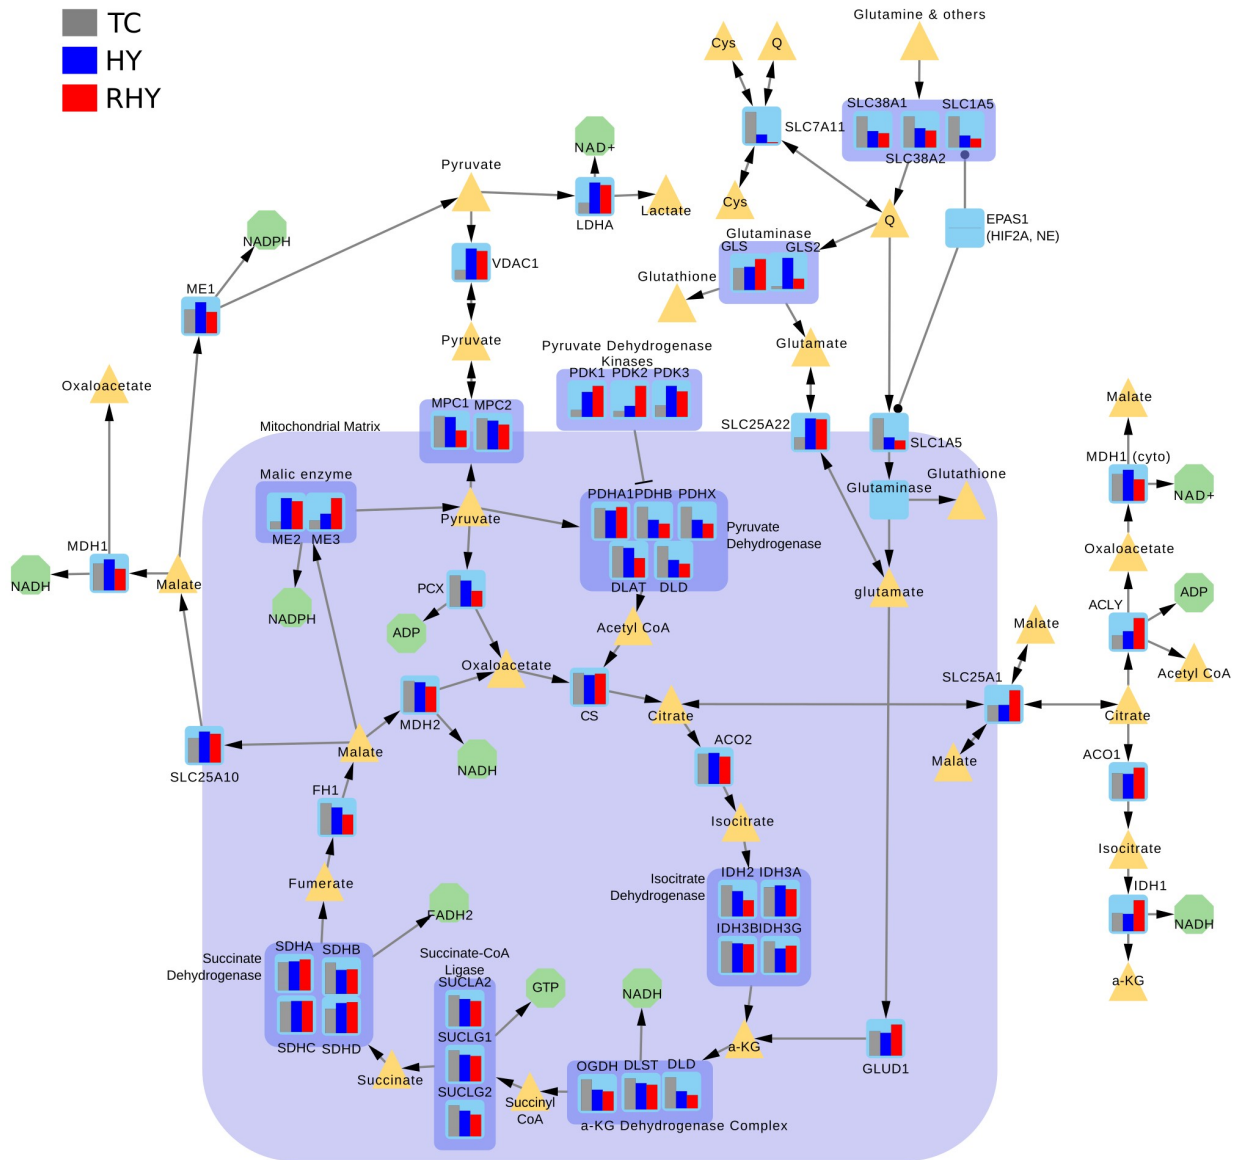 TC
HY
RHY
Glutamine & others
Cys
Q
SLC7A11
SLC38A1
SLC1A5
SLC38A2
NAD+
Pyruvate
LDHA
Lactate
Cys
Q
EPAS1
(HIF2A, NE)
NADPH
VDAC1
Glutaminase
GLS
GLS2
Glutathione
ME1
Pyruvate
Glutamate
Pyruvate Dehydrogenase
Kinases
PDK1
PDK2
PDK3
Oxaloacetate
MPC1
MPC2
Mitochondrial Matrix
SLC25A22
SLC1A5
Malate
MDH1 (cyto)
NAD+
Malic enzyme
ME2
ME3
Pyruvate
PDHA1
PDHB
PDHX
Pyruvate
Dehydrogenase
DLAT
DLD
Glutaminase
Glutathione
Oxaloacetate
MDH1
NADH
Malate
NADPH
PCX
ADP
glutamate
ACLY
ADP
Acetyl CoA
Acetyl CoA
Malate
Oxaloacetate
MDH2
CS
Citrate
SLC25A1
Citrate
Malate
NADH
Malate
SLC25A10
ACO2
ACO1
FH1
Isocitrate
Isocitrate
Fumerate
Isocitrate
Dehydrogenase
IDH2
IDH3A
IDH3B
IDH3G
IDH1
NADH
a-KG
FADH2
Succinate
Dehydrogenase
SDHA
SDHB
SDHC
SDHD
Succinate-CoA
Ligase
SUCLA2
SUCLG1
SUCLG2
GTP
NADH
a-KG
GLUD1
Succinate
Succinyl
CoA
OGDH
DLST
DLD
a-KG Dehydrogenase Complex